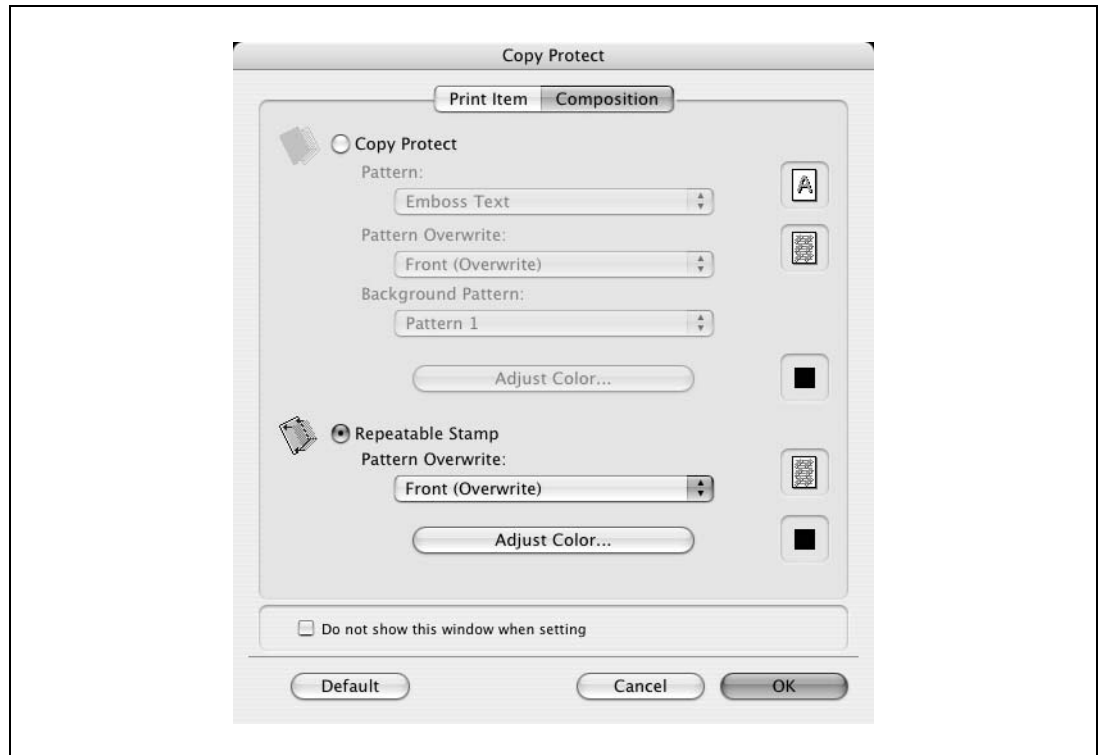 Copy Protect
Print Item Composition
Copy Protect
Pattern:
A
Emboss Text
Pattern Overwrite:
Front (Overwrite)
Background Pattern:
Pattern 1
Adjust Color...
Repeatable Stamp
Pattern Overwrite:
Front (Overwrite)
Adjust Color...
Do not show this window when setting
Default Cancel OK